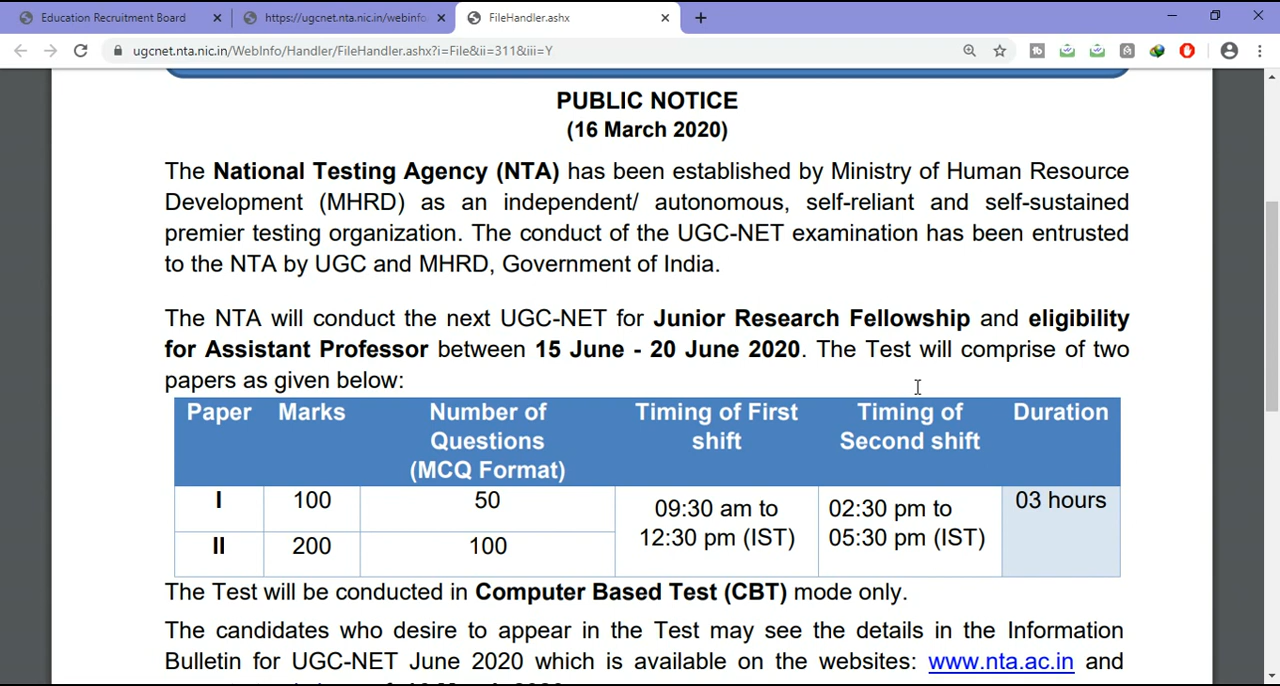 Education Recruitment Board
https://ugcnet.nta.nic.in/webinfo
FileHandler.ashx
ugcnet.nta.nic.in/WebInfo/Handler/FileHandler.ashx?i=File&ii=311&iii=Y
PUBLIC NOTICE
(16 March 2020)
The National Testing Agency (NTA) has been established by Ministry of Human Resource
Development (MHRD) as an independent/ autonomous, self-reliant and self-sustained
premier testing organization. The conduct of the UGC-NET examination has been entrusted
to the NTA by UGC and MHRD, Government of India.
The NTA will conduct the next UGC-NET for Junior Research Fellowship and eligibility
for Assistant Professor between 15 June - 20 June 2020. The Test will comprise of two
papers as given below:
Paper Marks Number of Timing of First Timing of Duration
Questions shift Second shift
(MCQ Format)
I 100 50 09:30 am to 02:30 pm to 03 hours
12:30 pm (IST) 05:30 pm (IST)
II 200 100
The Test will be conducted in Computer Based Test (CBT) mode only.
The candidates who desire to appear in the Test may see the details in the Information
Bulletin for UGC-NET June 2020 which is available on the websites: www.nta.ac.in and